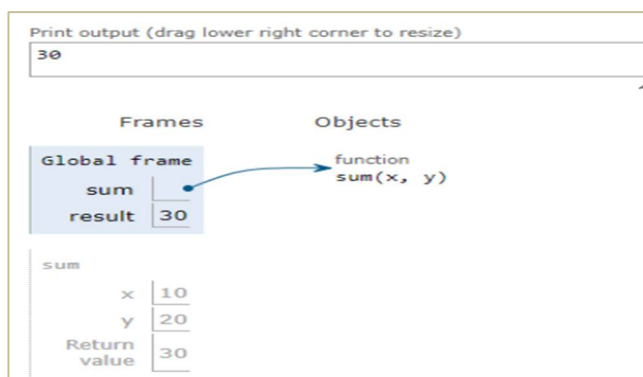 Print output (drag lower right corner to resize)
30
Frames Objects
Global frame function
sum sum(x, y)
result 30
sum
x 10
y 20
Return
value 30